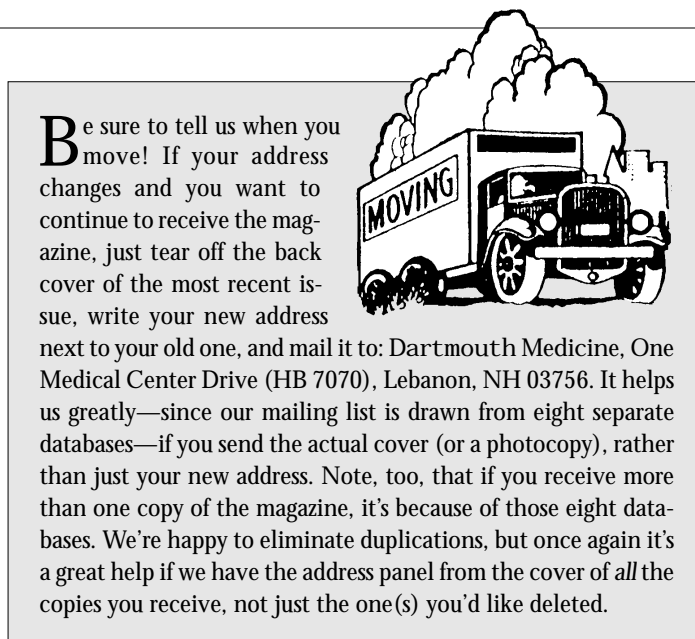 Be sure to tell us when you
move! If your address
changes and you want to
continue to receive the mag-
azine, just tear off the back
cover of the most recent is-
sue, write your new address
next to your old one, and mail it to: Dartmouth Medicine, One
Medical Center Drive (HB 7070), Lebanon, NH 03756. It helps
us greatly—since our mailing list is drawn from eight separate
databases—if you send the actual cover (or a photocopy), rather
than just your new address. Note, too, that if you receive more
than one copy of the magazine, it's because of those eight data-
bases. We're happy to eliminate duplications, but once again it's
a great help if we have the address panel from the cover of all the
copies you receive, not just the one(s) you'd like deleted.
MOVING